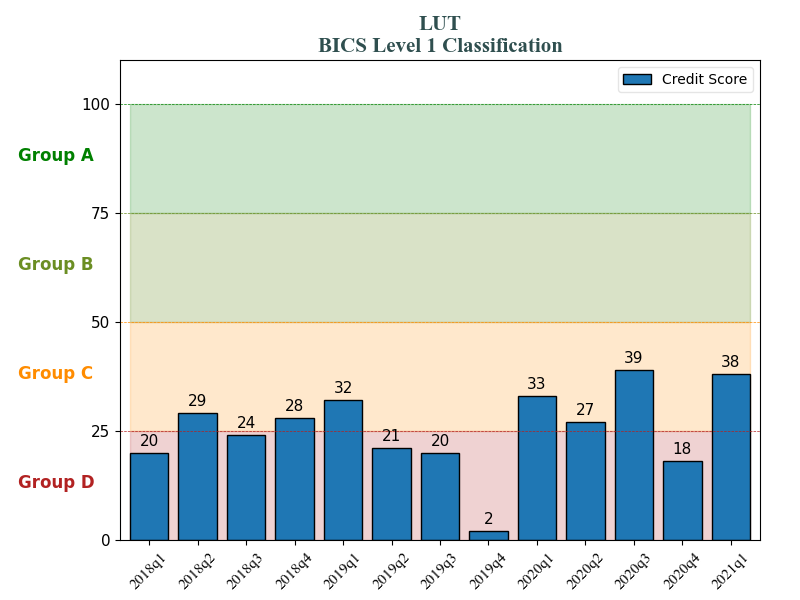 LUT
BICS Level 1 Classification
Credit Score
100
Group A
75
Group B
50
Group C
25
Group D
0
20
29
24
28
32
21
20
2
33
27
39
18
38
2018q1
2018q2
2018q3
2018q4
2019q1
2019q2
2019q3
2019q4
2020q1
2020q2
2020q3
2020q4
2021q1